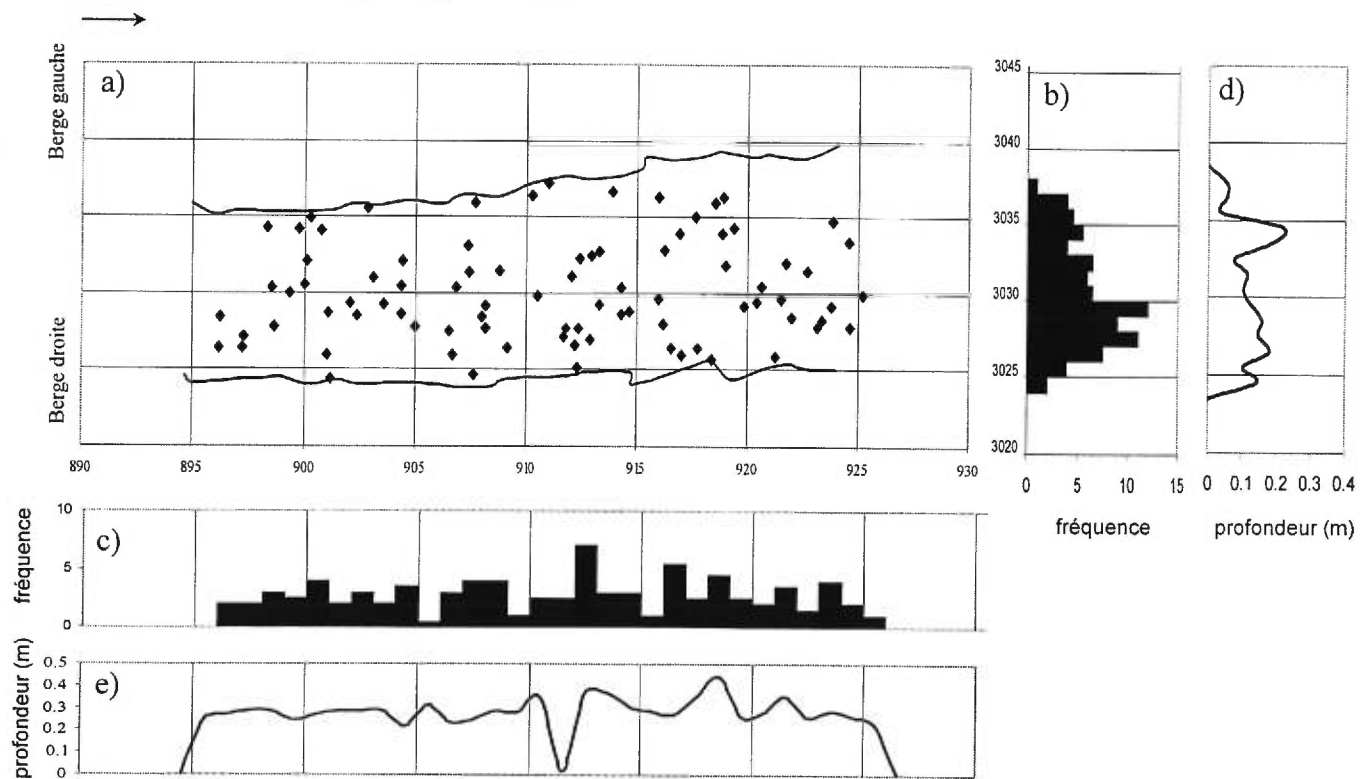 Berge gauche
Berge droite
a)
890 895 900 905 910 915 920 925 930
b)
3045
3040
3035
3030
3025
3020
0 5 10 15
fréquence
d)
0 0.1 0.2 0.3 0.4
profondeur (m)
c)
fréquence
10
5
0
e)
profondeur (m)
0.5
0.4
0.3
0.2
0.1
0